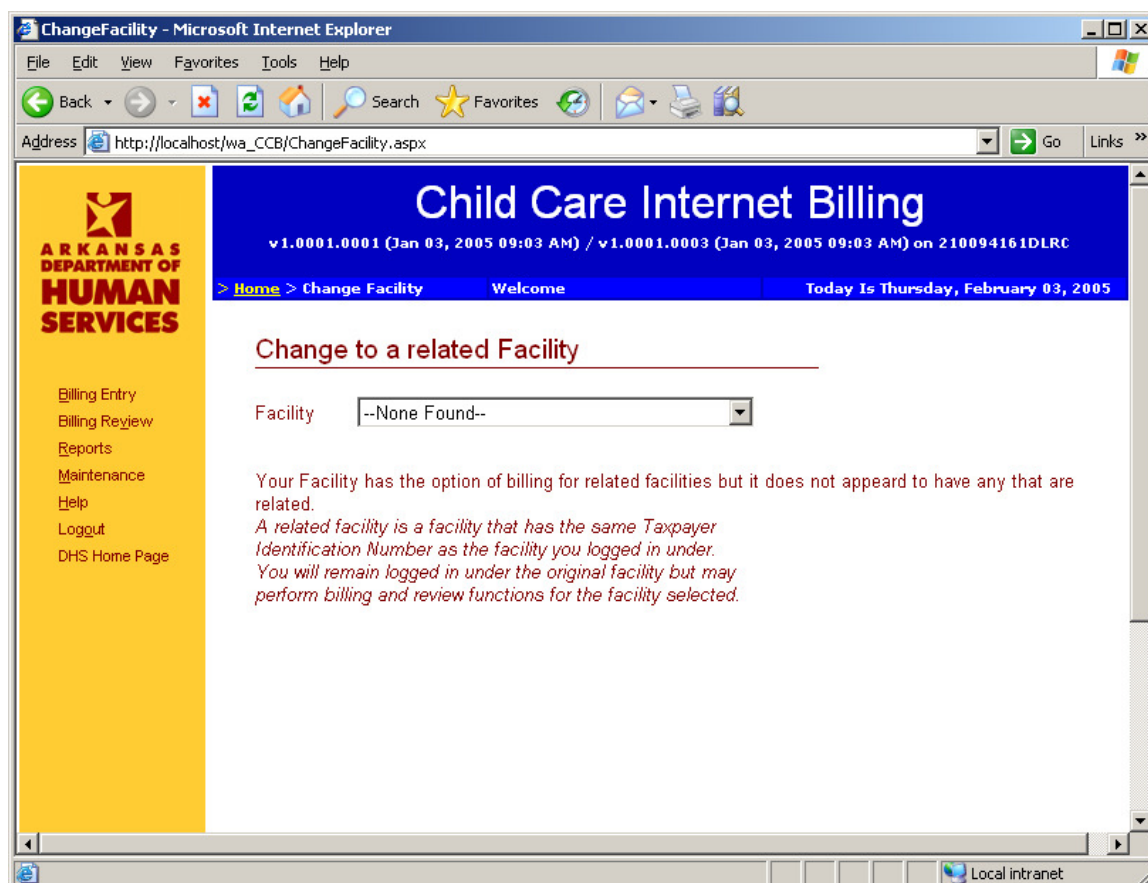 ChangeFacility - Microsoft Internet Explorer
File Edit View Favorites Tools Help
Back Search Favorites
Address http://localhost/wa_CCB/ChangeFacility.aspx Go Links »
ARKANSAS
DEPARTMENT OF
HUMAN
SERVICES
Child Care Internet Billing
v1.0001.0001 (Jan 03, 2005 09:03 AM) / v1.0001.0003 (Jan 03, 2005 09:03 AM) on 210094161DLRC
> Home > Change Facility Welcome Today Is Thursday, February 03, 2005
Billing Entry
Billing Review
Reports
Maintenance
Help
Logout
DHS Home Page
Change to a related Facility
Facility --None Found--
Your Facility has the option of billing for related facilities but it does not appeard to have any that are
related.
A related facility is a facility that has the same Taxpayer
Identification Number as the facility you logged in under.
You will remain logged in under the original facility but may
perform billing and review functions for the facility selected.
Local intranet